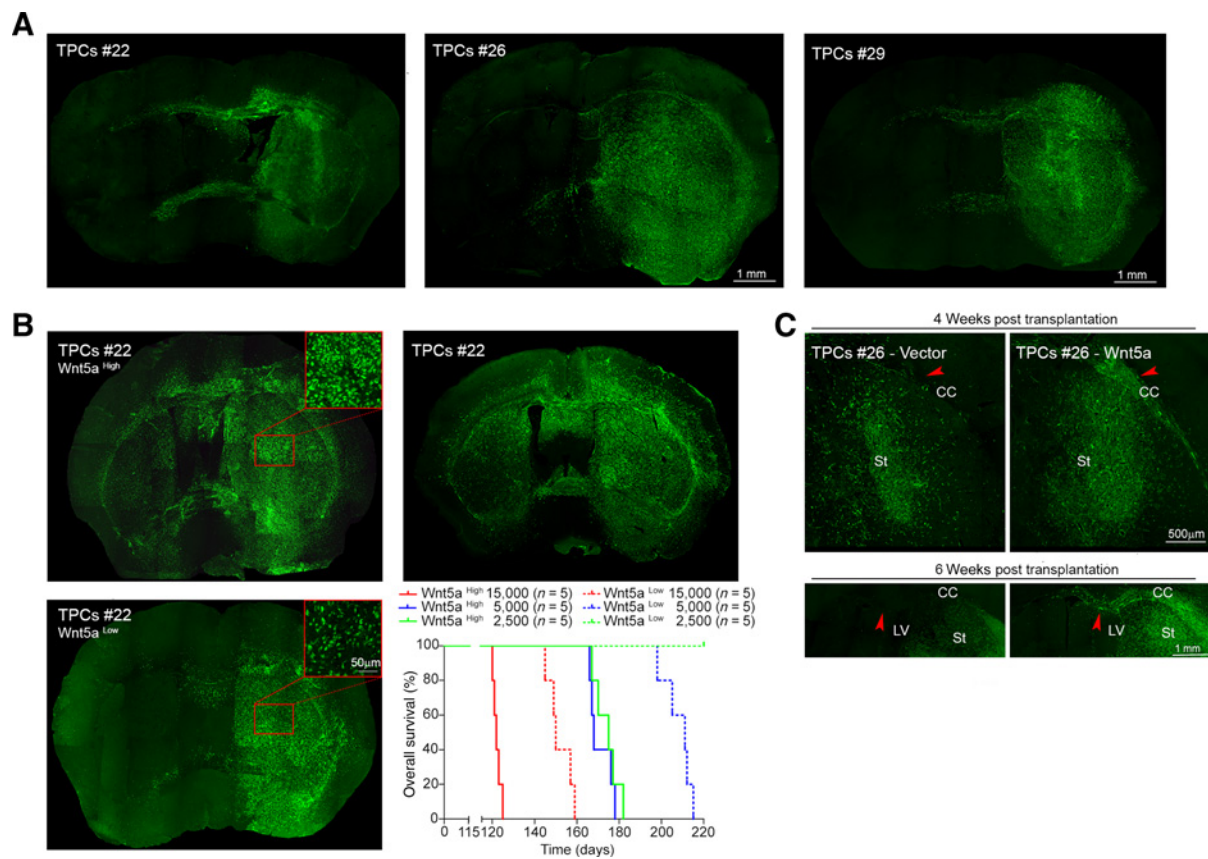 A
TPCs #22
TPCs #26
TPCs #29
1 mm
1 mm
B
TPCs #22
Wnt5a High
TPCs #22
TPCs #22
Wnt5a Low
50µm
Wnt5a High 15,000 (n = 5)
Wnt5a Low 15,000 (n = 5)
Wnt5a High 5,000 (n = 5)
Wnt5a Low 5,000 (n = 5)
Wnt5a High 2,500 (n = 5)
Wnt5a Low 2,500 (n = 5)
Overall survival (%)
100
80
60
40
20
0
0 115 120 140 160 180 200 220
Time (days)
C
4 Weeks post transplantation
TPCs #26 - Vector
TPCs #26 - Wnt5a
CC
CC
St
St
500µm
6 Weeks post transplantation
CC
CC
LV
St
LV
St
1 mm